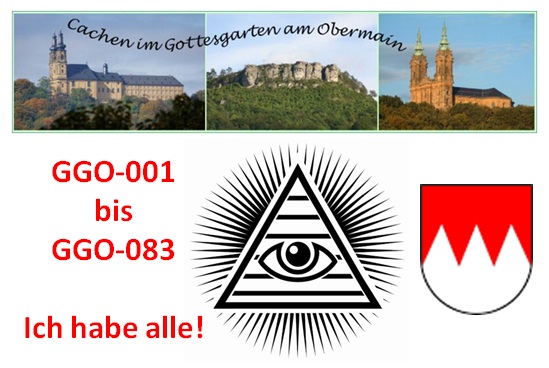 Cachen im Gottesgarten am Obermain
GGO-001
bis
GGO-083
Ich habe alle!